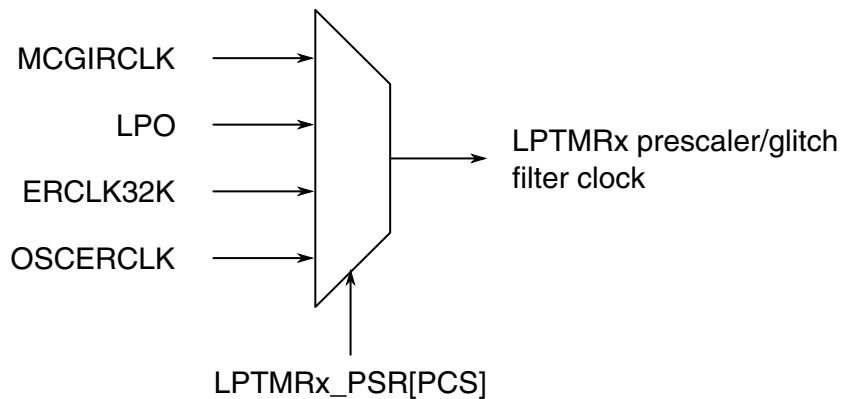 MCGIRCLK
LPO
ERCLK32K
OSCERCLK
LPTMRx prescaler/glitch
filter clock
LPTMRx_PSR[PCS]